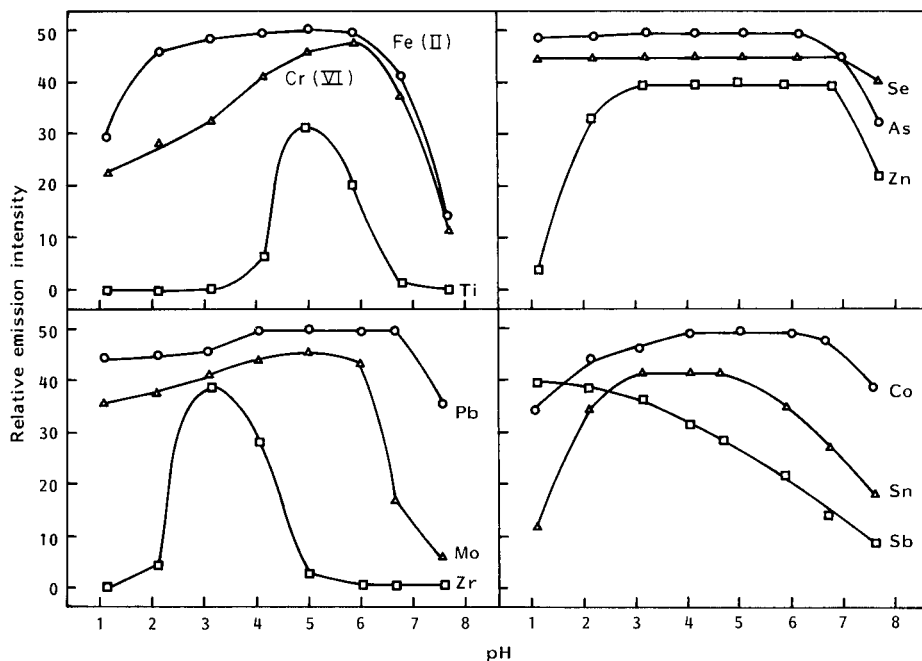 50
40
30
20
10
0
Fe (II)
Cr (VI)
Ti
Se
As
Zn
50
40
30
20
10
0
Pb
Mo
Zr
Co
Sn
Sb
1 2 3 4 5 6 7 8
1 2 3 4 5 6 7 8
pH
Relative emission intensity